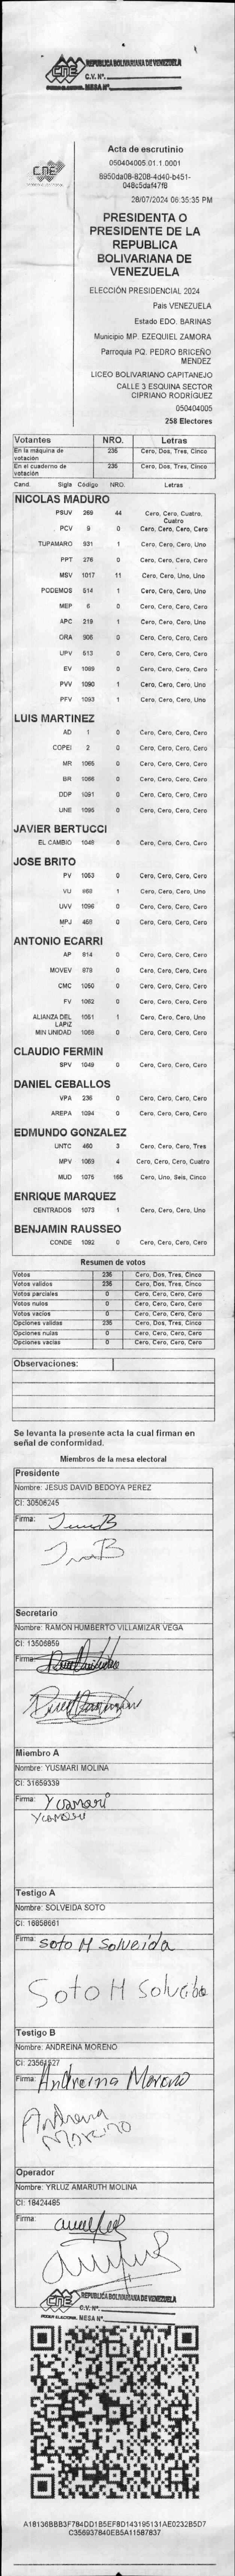 CNE
REPUBLICA BOLIVARIANA DE VENEZUELA
C.V. Nº.
PODER ELECTORAL MESA Nº.
CNE
Acta de escrutinio
050404005.01.1.0001
8950da08-8208-4d40-b451-
048c5daf47f8
28/07/2024 06:35:35 PM
PRESIDENTA O
PRESIDENTE DE LA
REPUBLICA
BOLIVARIANA DE
VENEZUELA
ELECCIÓN PRESIDENCIAL 2024
Pais VENEZUELA
Estado EDO. BARINAS
Municipio MP. EZEQUIEL ZAMORA
Parroquia PQ. PEDRO BRICEÑO
MENDEZ
LICEO BOLIVARIANO CAPITANEJO
CALLE 3 ESQUINA SECTOR
CIPRIANO RODRÍGUEZ
050404005
258 Electores
Votantes NRO. Letras
En la máquina de votación 235 Cero, Dos, Tres, Cinco
En el cuaderno de votación 235 Cero, Dos, Tres, Cinco
Cand. Sigla Código NRO. Letras
NICOLAS MADURO
PSUV 269 44 Cero, Cero, Cuatro, Cuatro
PCV 9 0 Cero, Cero, Cero, Cero
TUPAMARO 931 1 Cero, Cero, Cero, Uno
PPT 276 0 Cero, Cero, Cero, Cero
MSV 1017 11 Cero, Cero, Uno, Uno
PODEMOS 514 1 Cero, Cero, Cero, Uno
MEP 6 0 Cero, Cero, Cero, Cero
APC 219 1 Cero, Cero, Cero, Uno
ORA 906 0 Cero, Cero, Cero, Cero
UPV 513 0 Cero, Cero, Cero, Cero
EV 1089 0 Cero, Cero, Cero, Cero
PVV 1090 1 Cero, Cero, Cero, Uno
PFV 1093 1 Cero, Cero, Cero, Uno
LUIS MARTINEZ
AD 1 0 Cero, Cero, Cero, Cero
COPEI 2 0 Cero, Cero, Cero, Cero
MR 1065 0 Cero, Cero, Cero, Cero
BR 1086 0 Cero, Cero, Cero, Cero
DDP 1091 0 Cero, Cero, Cero, Cero
UNE 1095 0 Cero, Cero, Cero, Cero
JAVIER BERTUCCI
EL CAMBIO 1048 0 Cero, Cero, Cero, Cero
JOSE BRITO
PV 1053 0 Cero, Cero, Cero, Cero
VU 868 1 Cero, Cero, Cero, Uno
UVV 1096 0 Cero, Cero, Cero, Cero
MPJ 458 0 Cero, Cero, Cero, Cero
ANTONIO ECARRI
AP 814 0 Cero, Cero, Cero, Cero
MOVEV 878 0 Cero, Cero, Cero, Cero
CMC 1050 0 Cero, Cero, Cero, Cero
FV 1062 0 Cero, Cero, Cero, Cero
ALIANZA DEL LAPIZ 1051 1 Cero, Cero, Cero, Uno
MIN UNIDAD 1058 0 Cero, Cero, Cero, Cero
CLAUDIO FERMIN
SPV 1049 0 Cero, Cero, Cero, Cero
DANIEL CEBALLOS
VPA 236 0 Cero, Cero, Cero, Cero
AREPA 1094 0 Cero, Cero, Cero, Cero
EDMUNDO GONZALEZ
UNTC 460 3 Cero, Cero, Cero, Tres
MPV 1069 4 Cero, Cero, Cero, Cuatro
MUD 1075 165 Cero, Uno, Seis, Cinco
ENRIQUE MARQUEZ
CENTRADOS 1073 1 Cero, Cero, Cero, Uno
BENJAMIN RAUSSEO
CONDE 1092 0 Cero, Cero, Cero, Cero
Resumen de votos
Votos 235 Cero, Dos, Tres, Cinco
Votos validos 235 Cero, Dos, Tres, Cinco
Votos parciales 0 Cero, Cero, Cero, Cero
Votos nulos 0 Cero, Cero, Cero, Cero
Votos vacios 0 Cero, Cero, Cero, Cero
Opciones validas 235 Cero, Dos, Tres, Cinco
Opciones nulas 0 Cero, Cero, Cero, Cero
Opciones vacias 0 Cero, Cero, Cero, Cero
Observaciones:
Se levanta la presente acta la cual firman en
señal de conformidad.
Miembros de la mesa electoral
Presidente
Nombre: JESUS DAVID BEDOYA PEREZ
CI: 30506245
Firma:
Secretario
Nombre: RAMON HUMBERTO VILLAMIZAR VEGA
CI: 13506859
Firma:
Miembro A
Nombre: YUSMARI MOLINA
CI: 31659339
Firma: Yusmari
Yusmari
Testigo A
Nombre: SOLVEIDA SOTO
CI: 16858661
Firma: Soto M Solveida
Soto M Solveida
Testigo B
Nombre: ANDREINA MORENO
CI: 23561527
Firma: Andreina Moreno
Andreina
Moreno
Operador
Nombre: YRLUZ AMARUTH MOLINA
CI: 18424485
Firma:
CNE
REPUBLICA BOLIVARIANA DE VENEZUELA
C.V. Nº.
PODER ELECTORAL MESA Nº.
A18136BBB3F784DD1B5EF8D143195131AE0232B5D7
C356937840EB5A11587837